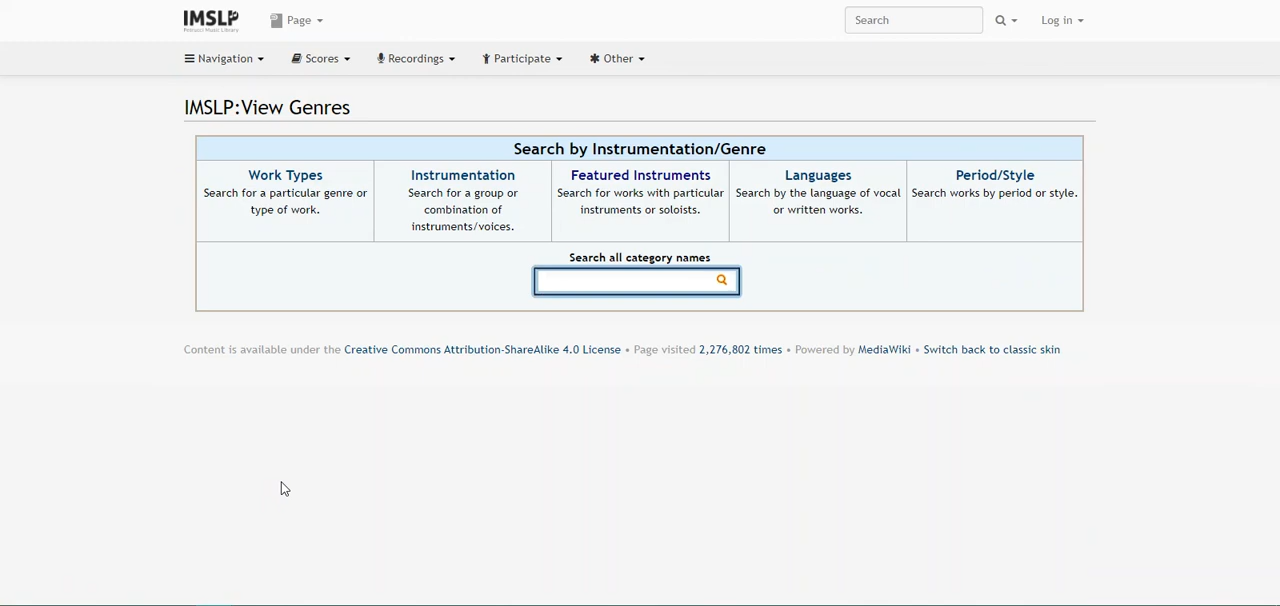 IMSLP Page Search Log in
Petrucci Music Library
Navigation Scores Recordings Participate Other
IMSLP:View Genres
Search by Instrumentation/Genre
Work Types
Search for a particular genre or
type of work.
Instrumentation
Search for a group or
combination of
instruments/voices.
Featured Instruments
Search for works with particular
instruments or soloists.
Languages
Search by the language of vocal
or written works.
Period/Style
Search works by period or style.
Search all category names
Content is available under the Creative Commons Attribution-ShareAlike 4.0 License • Page visited 2,276,802 times • Powered by MediaWiki • Switch back to classic skin